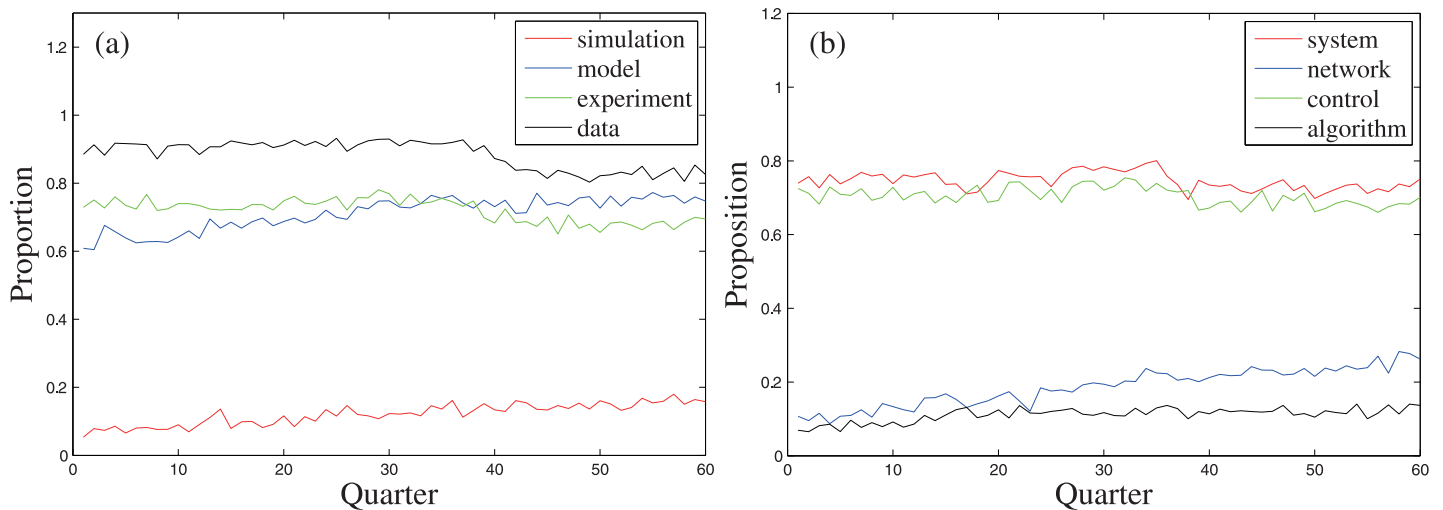 (a)
simulation
model
experiment
data
Proportion
1.2
1
0.8
0.6
0.4
0.2
0
0 10 20 30 40 50 60
Quarter
(b)
system
network
control
algorithm
Proposition
1.2
1
0.8
0.6
0.4
0.2
0
0 10 20 30 40 50 60
Quarter